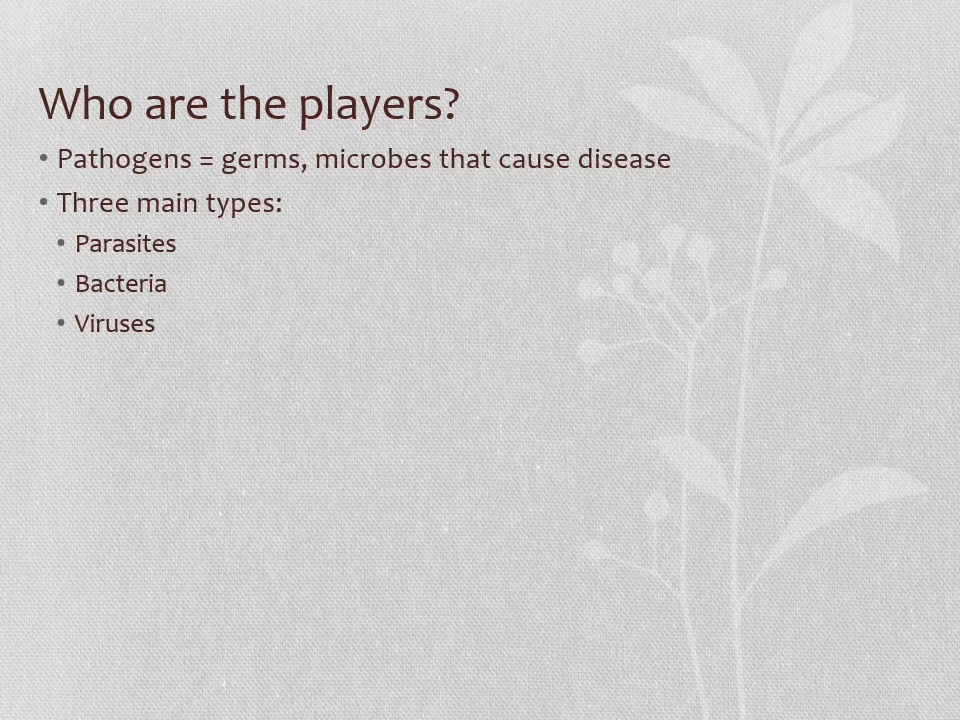 Who are the players?
• Pathogens = germs, microbes that cause disease
• Three main types:
• Parasites
• Bacteria
• Viruses